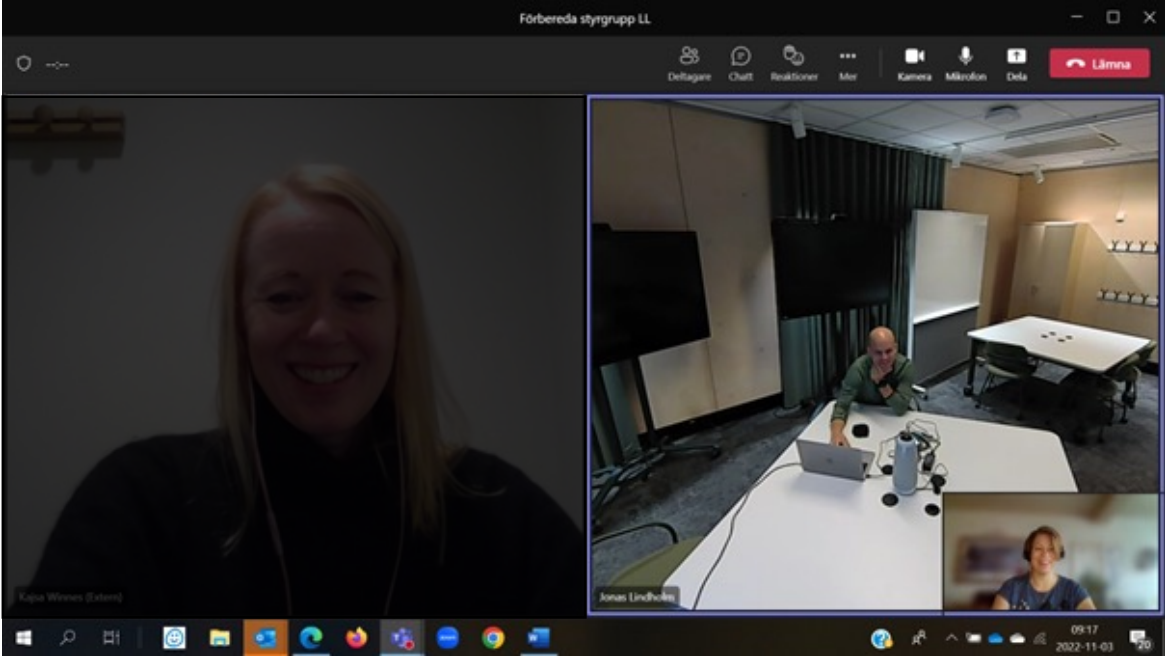 Förbereda styrgrupp LL
--:--
Deltagare
Chatt
Reaktioner
Mer
Kamera
Mikrofon
Dela
Lämna
Kajsa Winnes (Extern)
Jonas Lindholm
09:17
2022-11-03
20